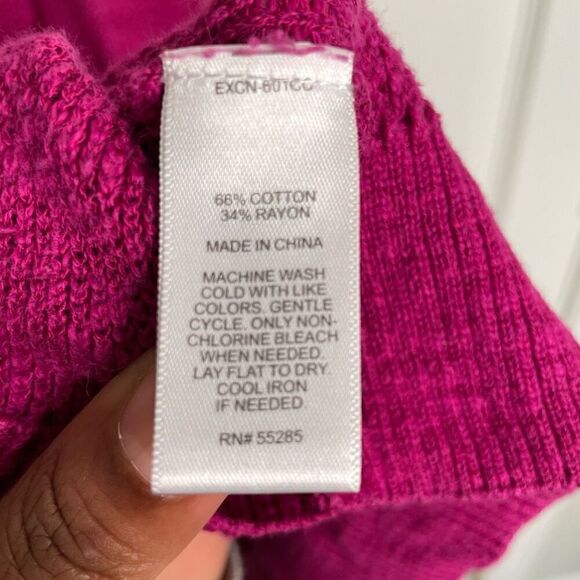 EXCN-601CC
66% COTTON
34% RAYON
MADE IN CHINA
MACHINE WASH
COLD WITH LIKE
COLORS. GENTLE
CYCLE. ONLY NON-
CHLORINE BLEACH
WHEN NEEDED.
LAY FLAT TO DRY.
COOL IRON
IF NEEDED
RN# 55285